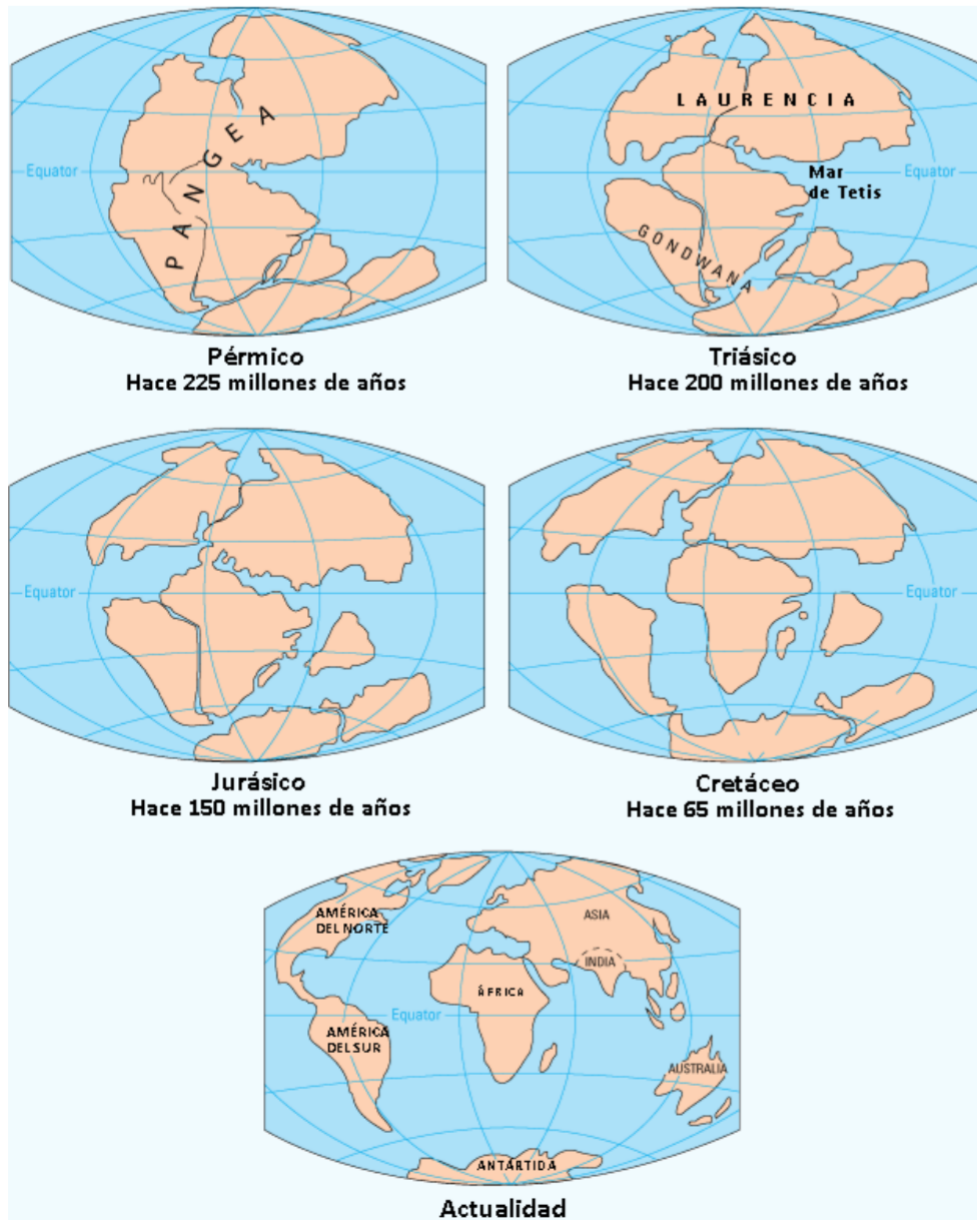 PANGEA
Equator
Pérmico
Hace 225 millones de años
LAURENCIA
Mar
de Tetis
Equator
GONDWANA
Triásico
Hace 200 millones de años
Equator
Jurásico
Hace 150 millones de años
Equator
Cretáceo
Hace 65 millones de años
AMÉRICA
DEL NORTE
ASIA
INDIA
ÁFRICA
Equator
AMÉRICA
DEL SUR
AUSTRALIA
ANTÁRTIDA
Actualidad